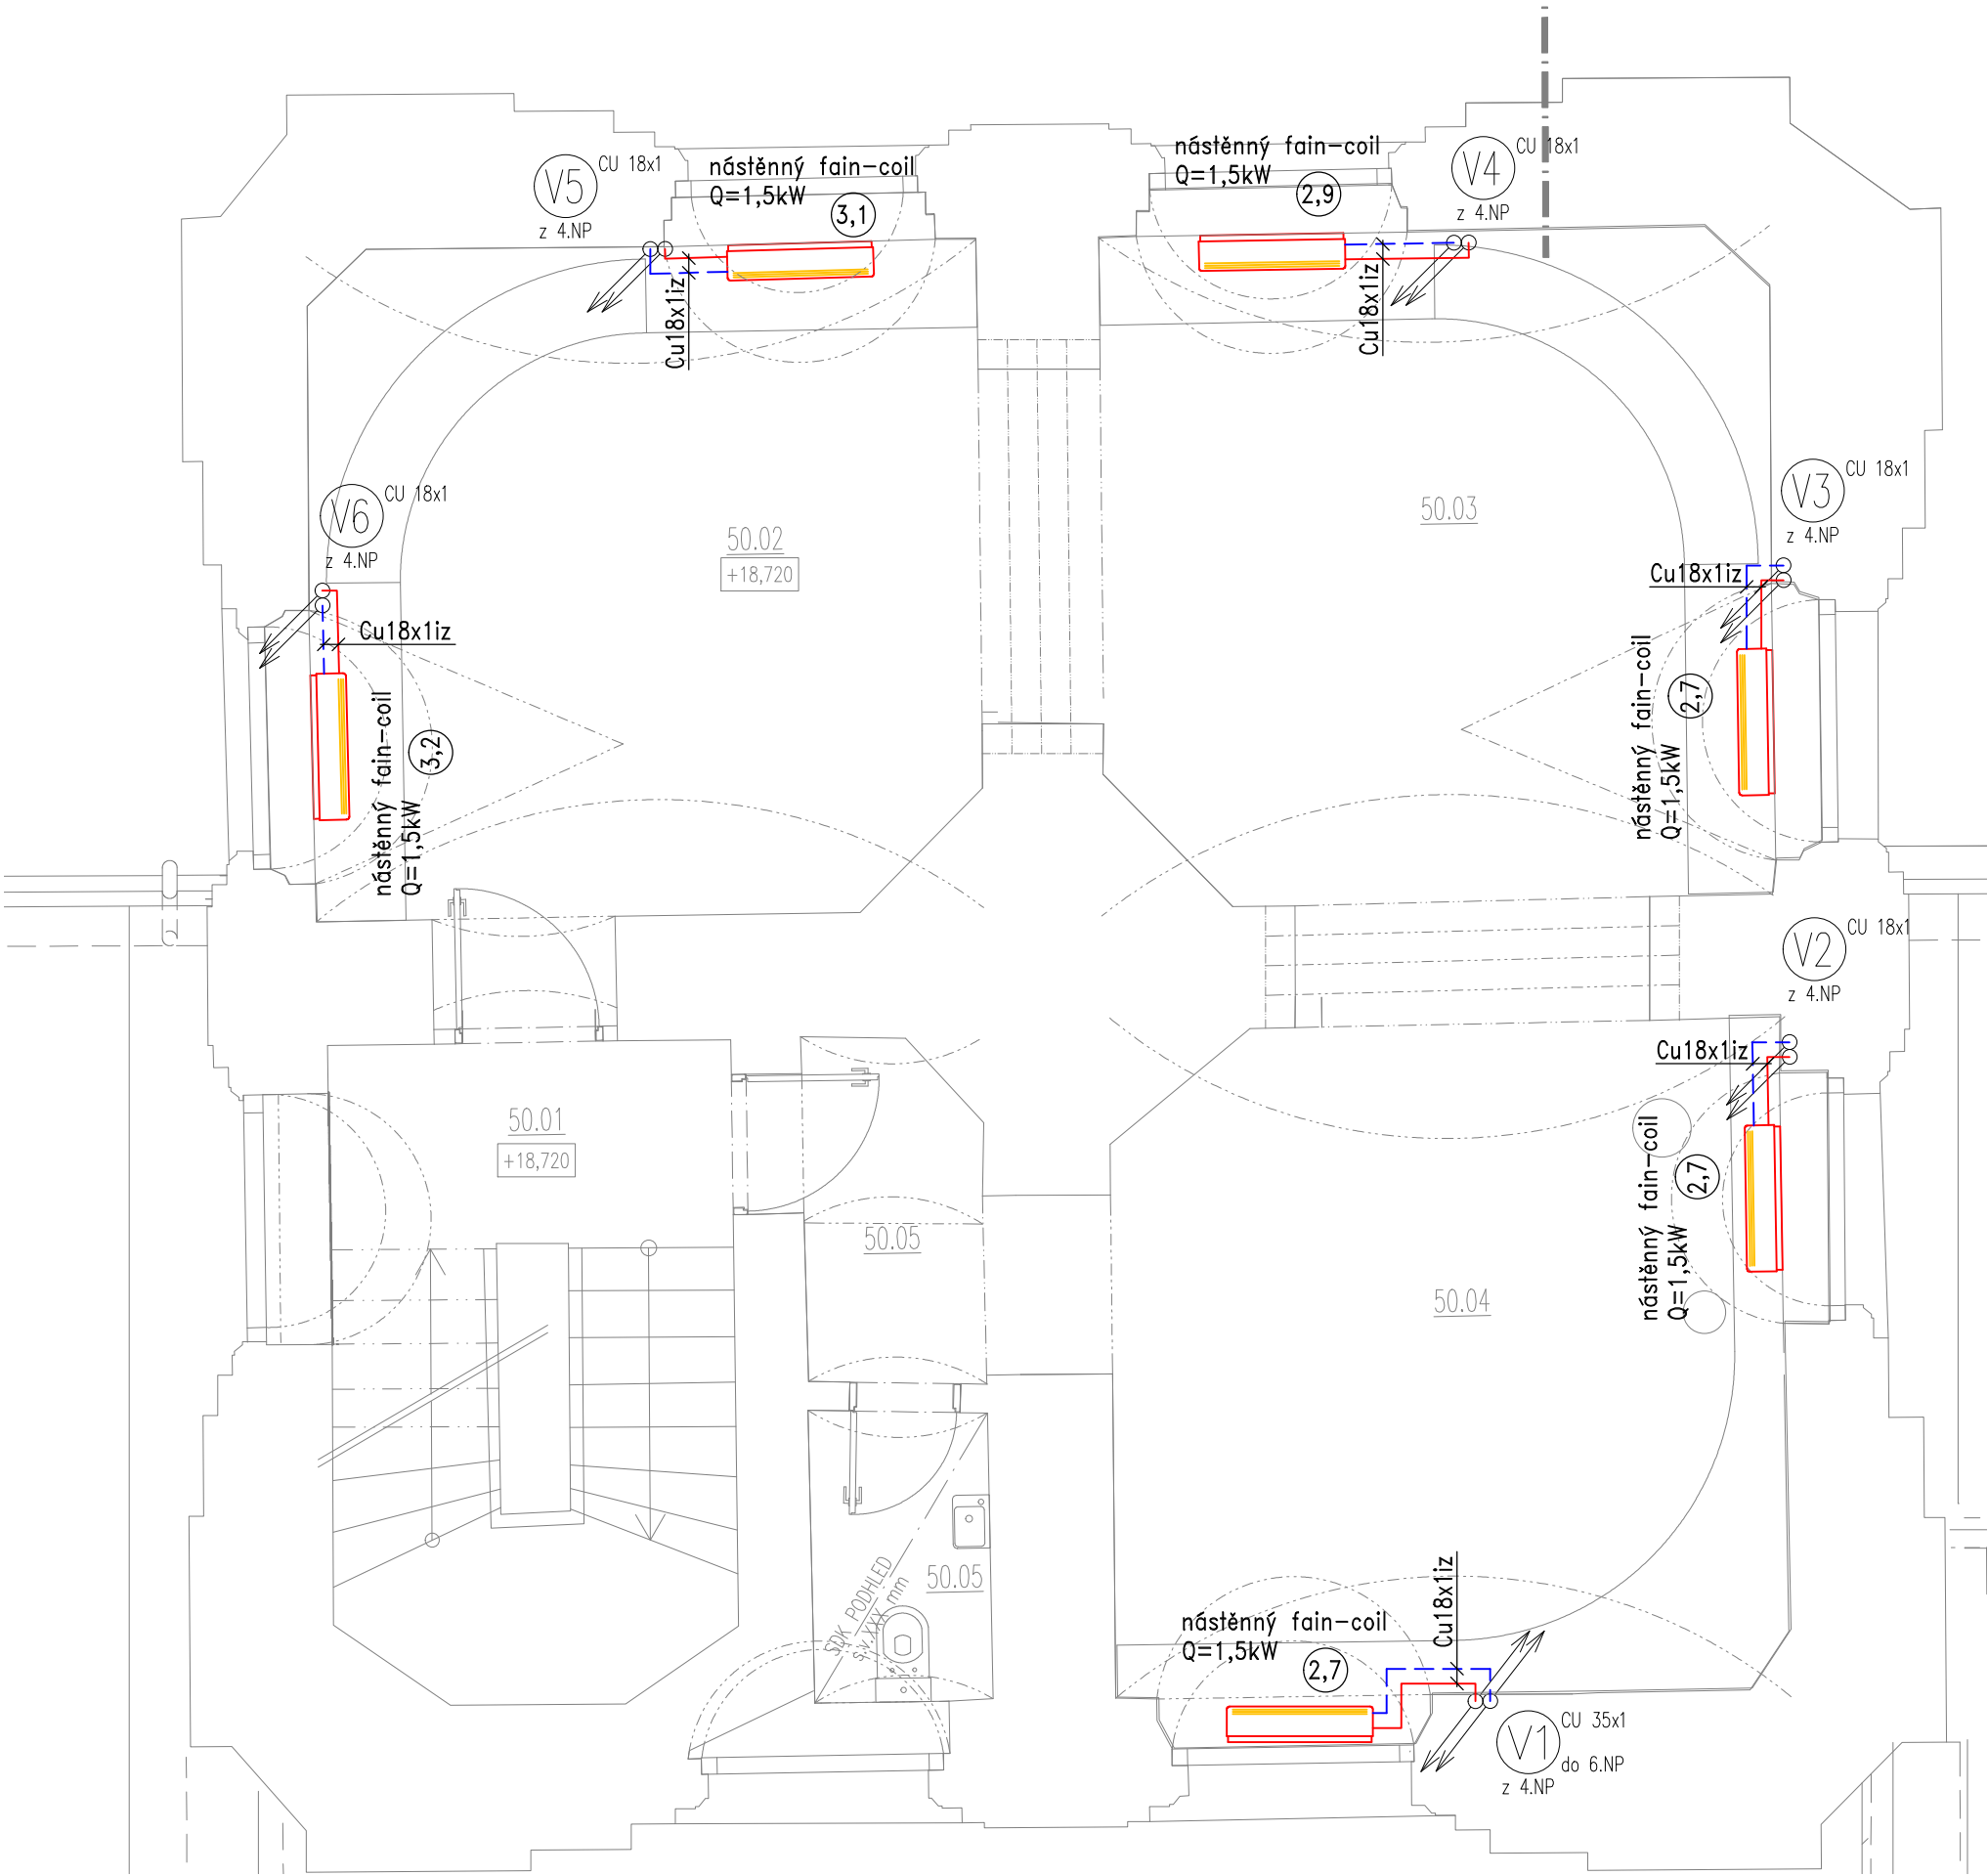 V5
CU 18x1
z 4.NP
nástěnný fain-coil
Q=1,5kW
3,1
Cu18x1iz
nástěnný fain-coil
Q=1,5kW
2,9
V4
CU 18x1
z 4.NP
Cu18x1iz
V6
CU 18x1
z 4.NP
Cu18x1iz
nástěnný fain-coil
Q=1,5kW
3,2
50.02
+18,720
50.03
V3
CU 18x1
z 4.NP
Cu18x1iz
nástěnný fain-coil
Q=1,5kW
2,7
V2
CU 18x1
z 4.NP
Cu18x1iz
nástěnný fain-coil
Q=1,5kW
2,7
50.01
+18,720
50.05
50.04
50.05
SDK PODHLED
SV.XXX mm
nástěnný fain-coil
Q=1,5kW
2,7
Cu18x1iz
V1
CU 35x1
do 6.NP
z 4.NP